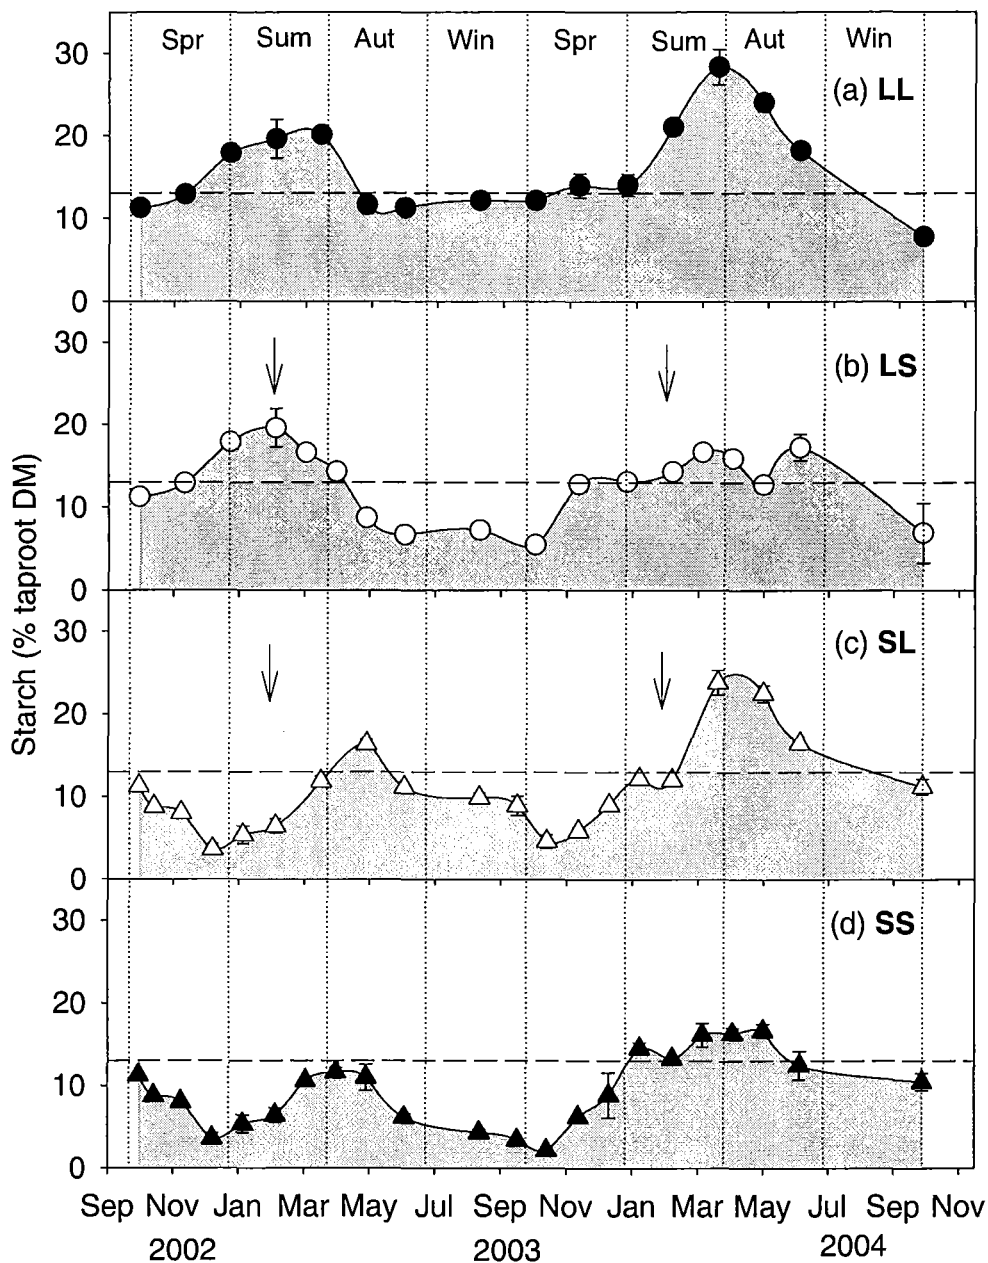 Spr Sum Aut Win Spr Sum Aut Win
30
(a) LL
20
10
0
30
(b) LS
20
10
0
30
(c) SL
20
10
0
30
(d) SS
20
10
0
Starch (% taproot DM)
Sep Nov Jan Mar May Jul Sep Nov Jan Mar May Jul Sep Nov
2002 2003 2004